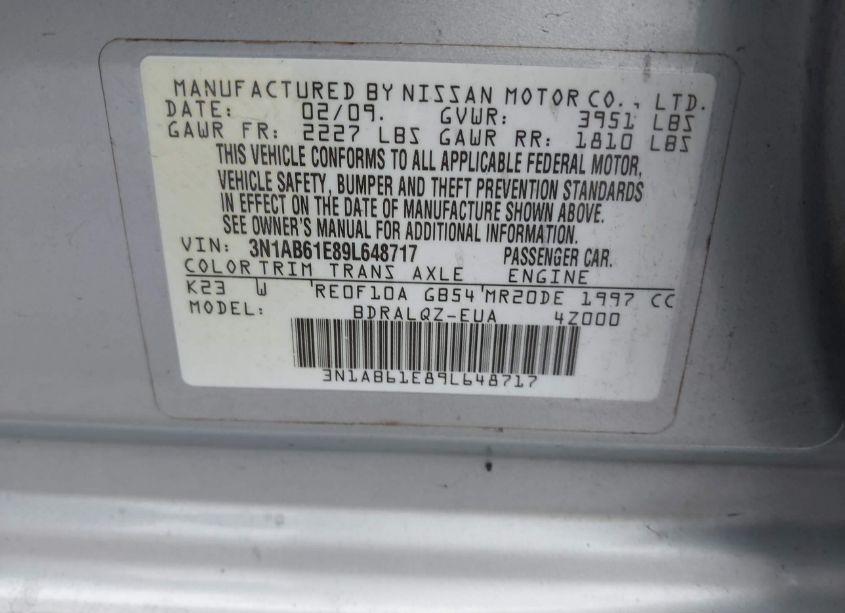 MANUFACTURED BY NISSAN MOTOR CO., LTD.
DATE: 02/09. GVWR: 3951 LBS
GAWR FR: 2227 LBS GAWR RR: 1810 LBS
THIS VEHICLE CONFORMS TO ALL APPLICABLE FEDERAL MOTOR,
VEHICLE SAFETY, BUMPER AND THEFT PREVENTION STANDARDS
IN EFFECT ON THE DATE OF MANUFACTURE SHOWN ABOVE.
SEE OWNER'S MANUAL FOR ADDITIONAL INFORMATION.
VIN: 3N1AB61E89L648717 PASSENGER CAR.
COLOR TRIM TRANS AXLE ENGINE
K23 W RE0F10A GB54 MR20DE 1997 CC
MODEL: BDRALQZ-EUA 4Z000
3N1AB61E89L648717